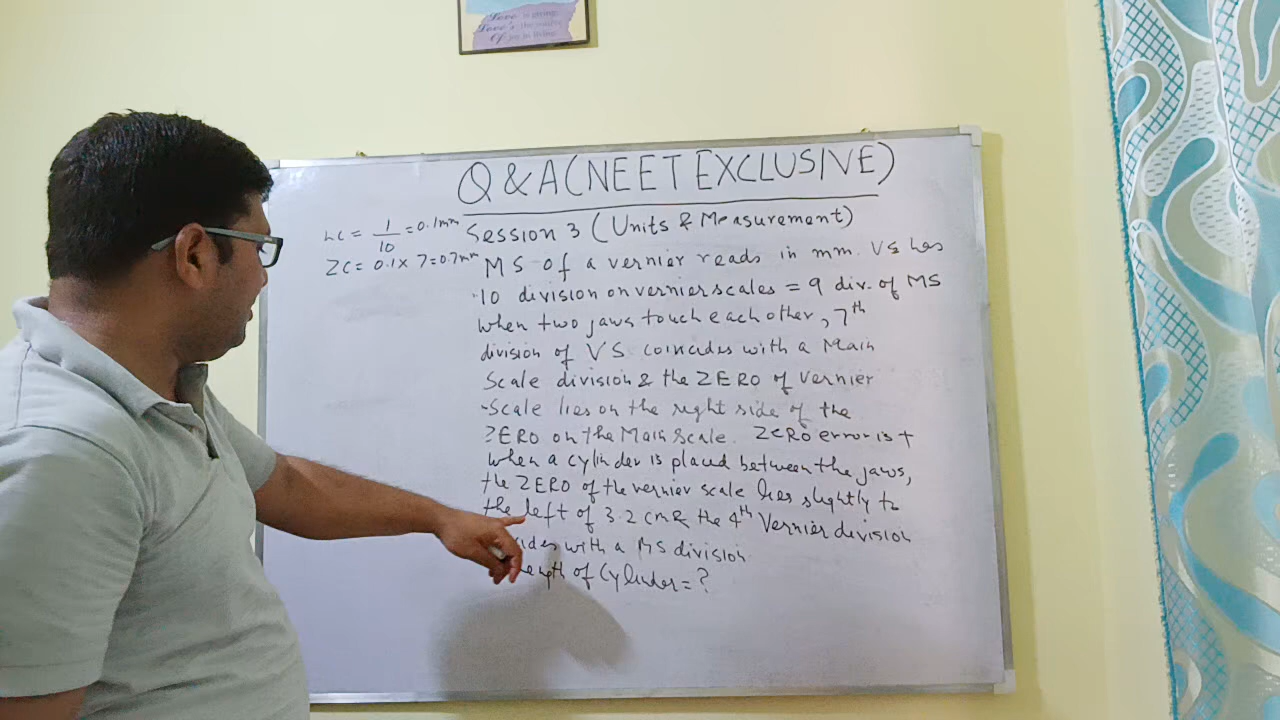 Love is giving
Love's
Of
Q & A (NEET EXCLUSIVE)
Session 3 (Units & Measurement)
LC = 1/10 = 0.1mm
ZC = 0.1 x 7 = 0.7mm
MS of a vernier reads in mm. VS has
10 division on vernier scales = 9 div. of MS
When two jaws touch each other, 7th
division of VS coincides with a Main
Scale division & the ZERO of Vernier
Scale lies on the right side of the
ZERO on the Main Scale. ZERO error is +
When a cylinder is placed between the jaws,
the ZERO of the vernier scale lies slightly to
the left of 3.2 cm & the 4th Vernier division
with a MS division
of Cylinder = ?